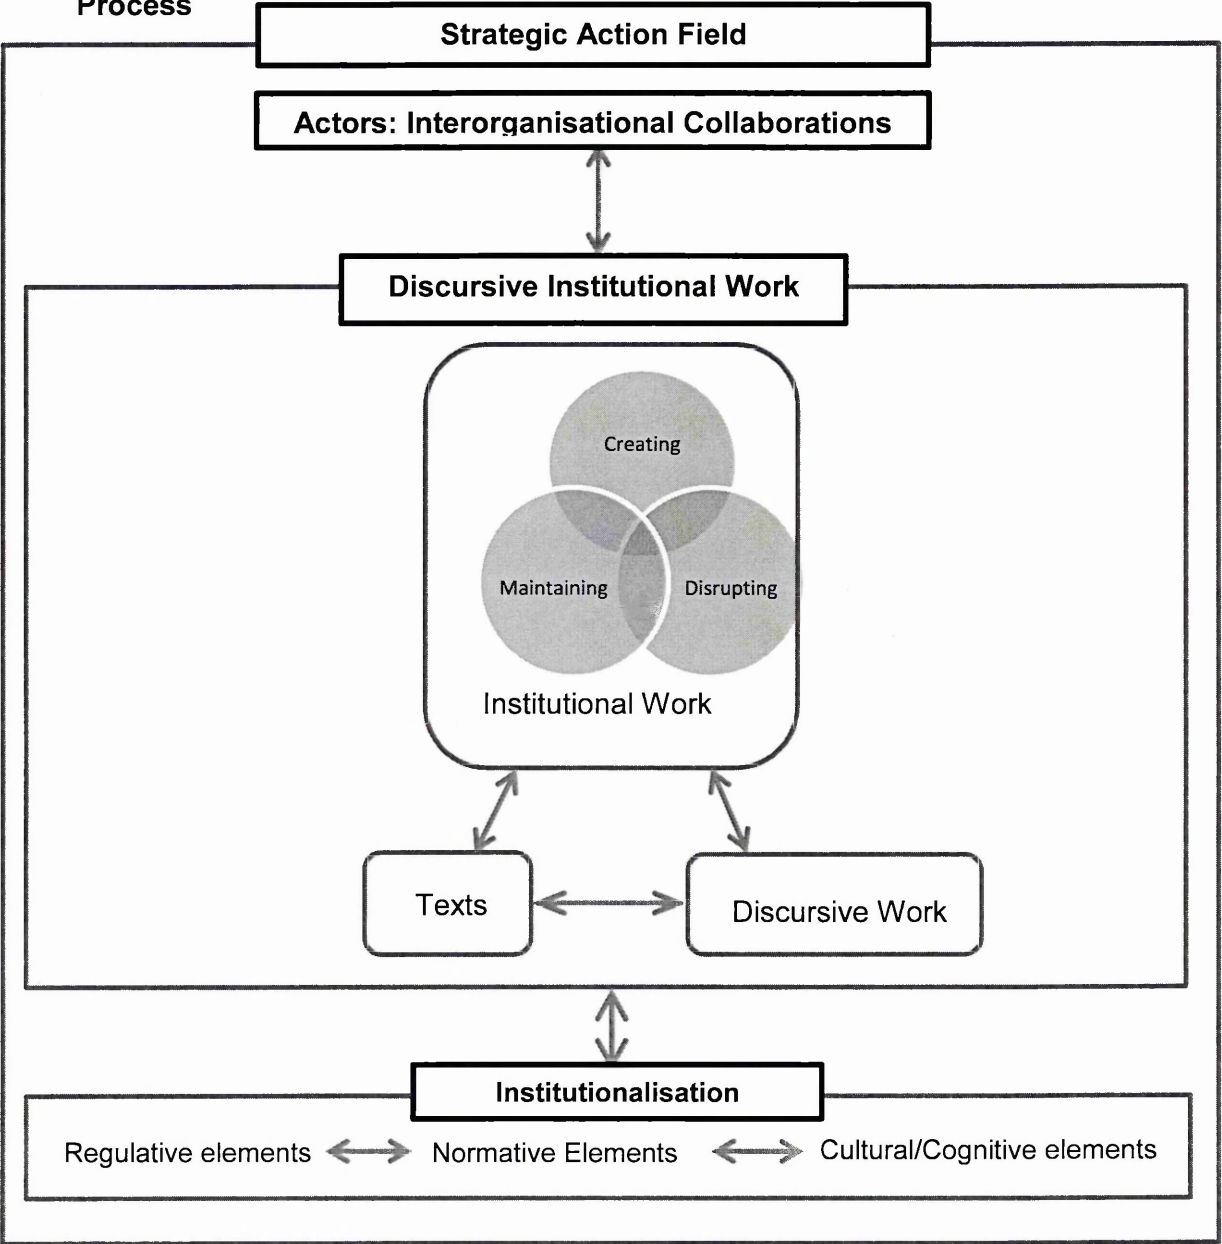 Process
Strategic Action Field
Actors: Interorganisational Collaborations
Discursive Institutional Work
Creating
Maintaining
Disrupting
Institutional Work
Texts
Discursive Work
Institutionalisation
Regulative elements
Normative Elements
Cultural/Cognitive elements